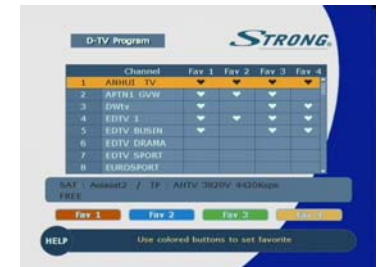 D-TV Program
STRONG.
Channel Fav 1 Fav 2 Fav 3 Fav 4
1 ANHUI TV
2 APTN1 GVW
3 DWtv
4 EDTV 1
5 EDTV BUSIN
6 EDTV DRAMA
7 EDTV SPORT
8 EUROSPORT
SAT : / TP : AHTV 3820V 4420Ksps
FREE
Fav 1 Fav 2 Fav 3 Fav 4
HELP Use colored buttons to set favorite